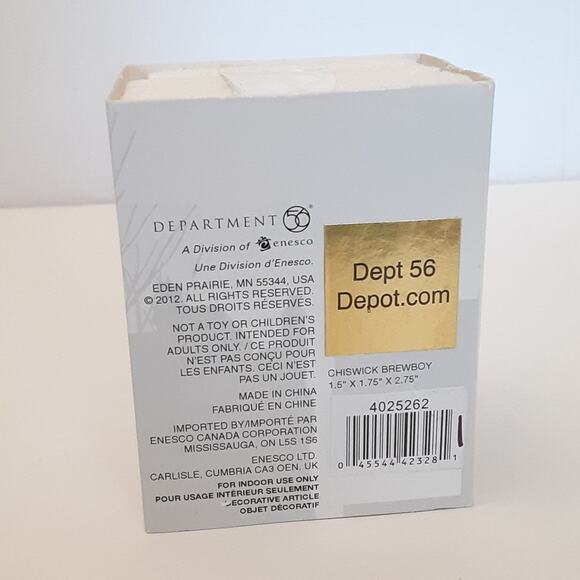 DEPARTMENT 56®
A Division of enesco
Une Division d'Enesco.
EDEN PRAIRIE, MN 55344, USA
© 2012. ALL RIGHTS RESERVED.
TOUS DROITS RÉSERVÉS.
NOT A TOY OR CHILDREN'S
PRODUCT. INTENDED FOR
ADULTS ONLY. / CE PRODUIT
N'EST PAS CONÇU POUR
LES ENFANTS. CECI N'EST
PAS UN JOUET.
MADE IN CHINA
FABRIQUÉ EN CHINE
IMPORTED BY/IMPORTÉ PAR
ENESCO CANADA CORPORATION
MISSISSAUGA, ON L5S 1S6
ENESCO LTD.
CARLISLE, CUMBRIA CA3 OEN, UK
FOR INDOOR USE ONLY
POUR USAGE INTÉRIEUR SEULEMENT
DECORATIVE ARTICLE
OBJET DÉCORATIF
Dept 56
Depot.com
CHISWICK BREWBOY
1.5" X 1.75" X 2.75"
4025262
0 45544 42328 1